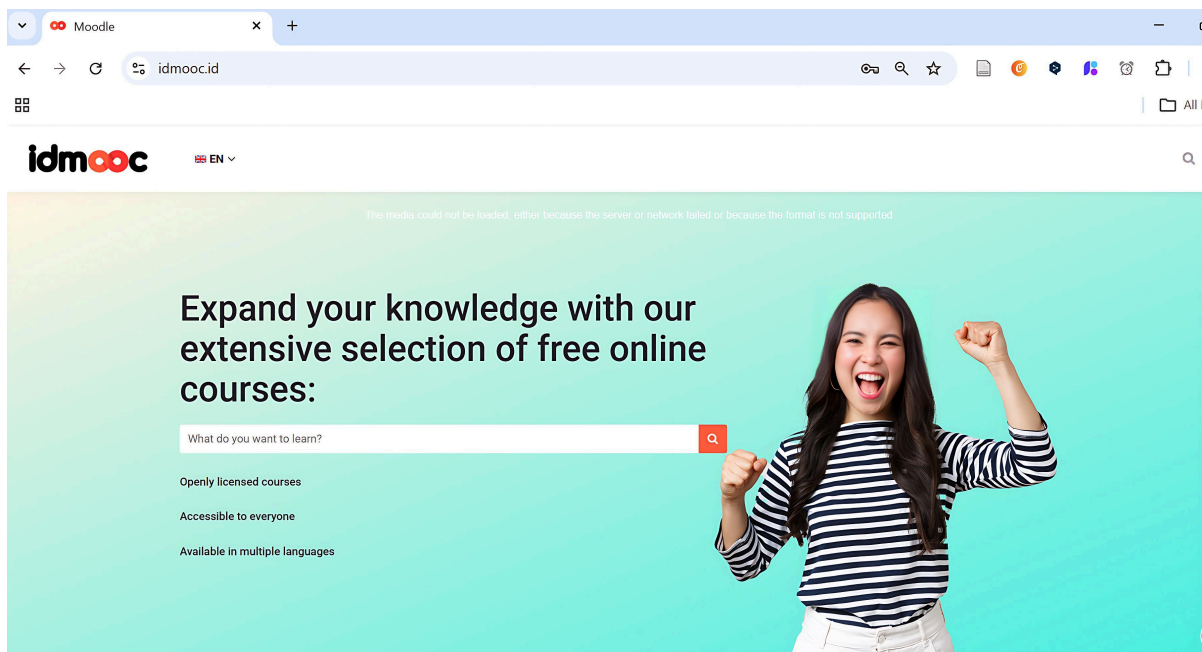 Moodle
idmooc.id
All
idmooc
EN
The media could not be loaded, either because the server or network failed or because the format is not supported
Expand your knowledge with our
extensive selection of free online
courses:
What do you want to learn?
Openly licensed courses
Accessible to everyone
Available in multiple languages